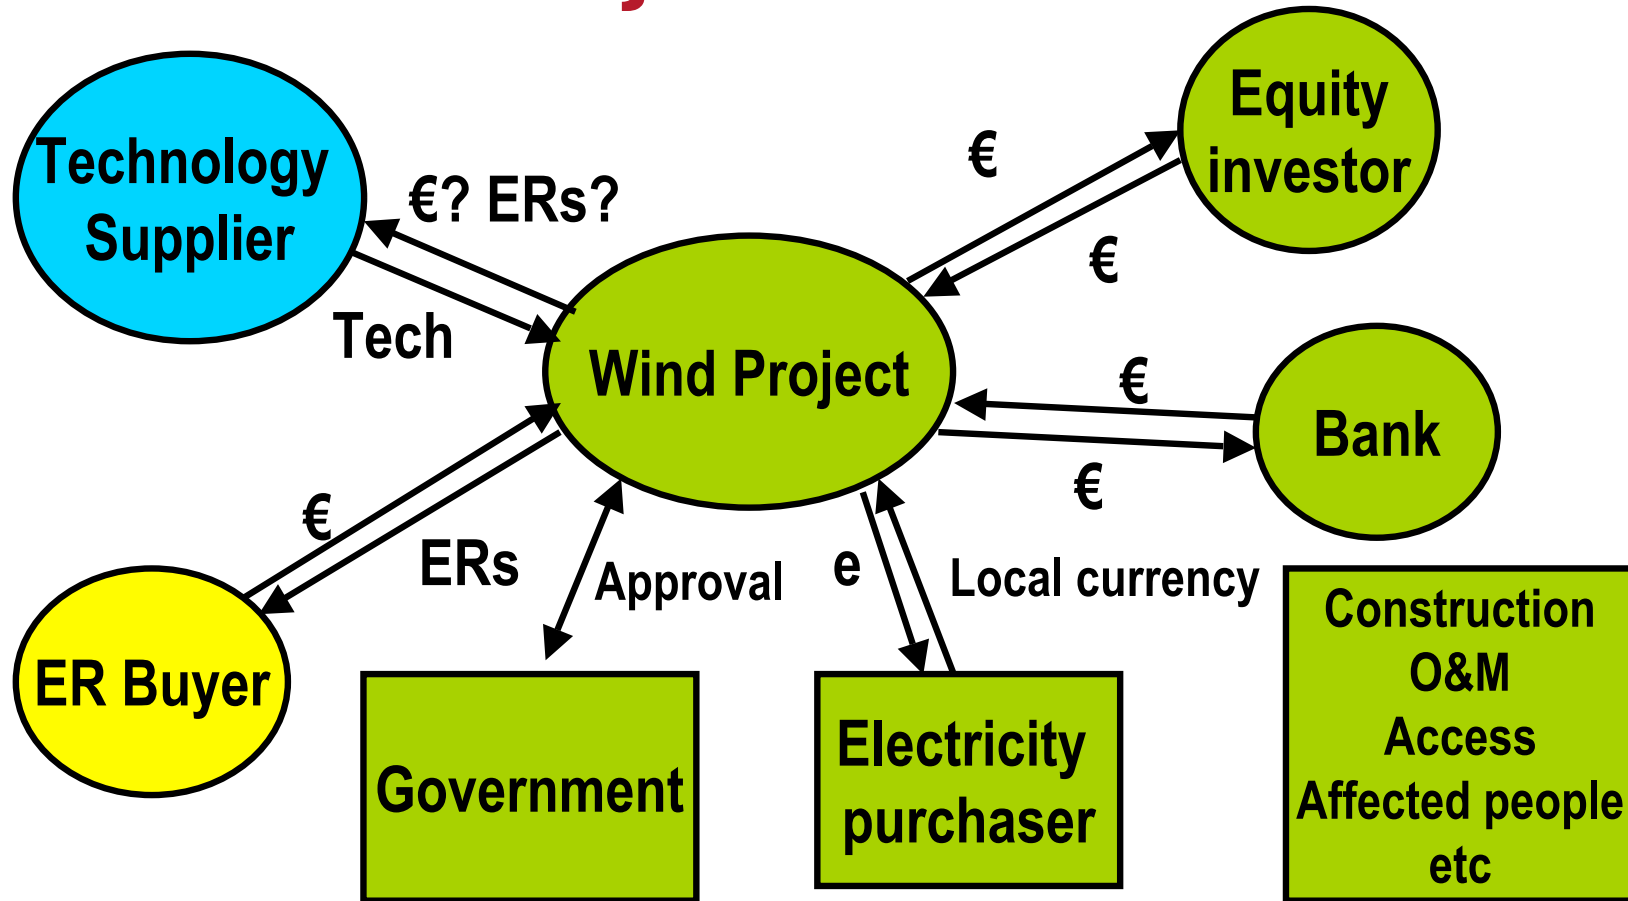 Technology
Supplier
€? ERs?
Tech
Equity
investor
€
€
Wind Project
€
Bank
€
€
ERs
Approval
e
Local currency
ER Buyer
Government
Electricity
purchaser
Construction
O&M
Access
Affected people
etc